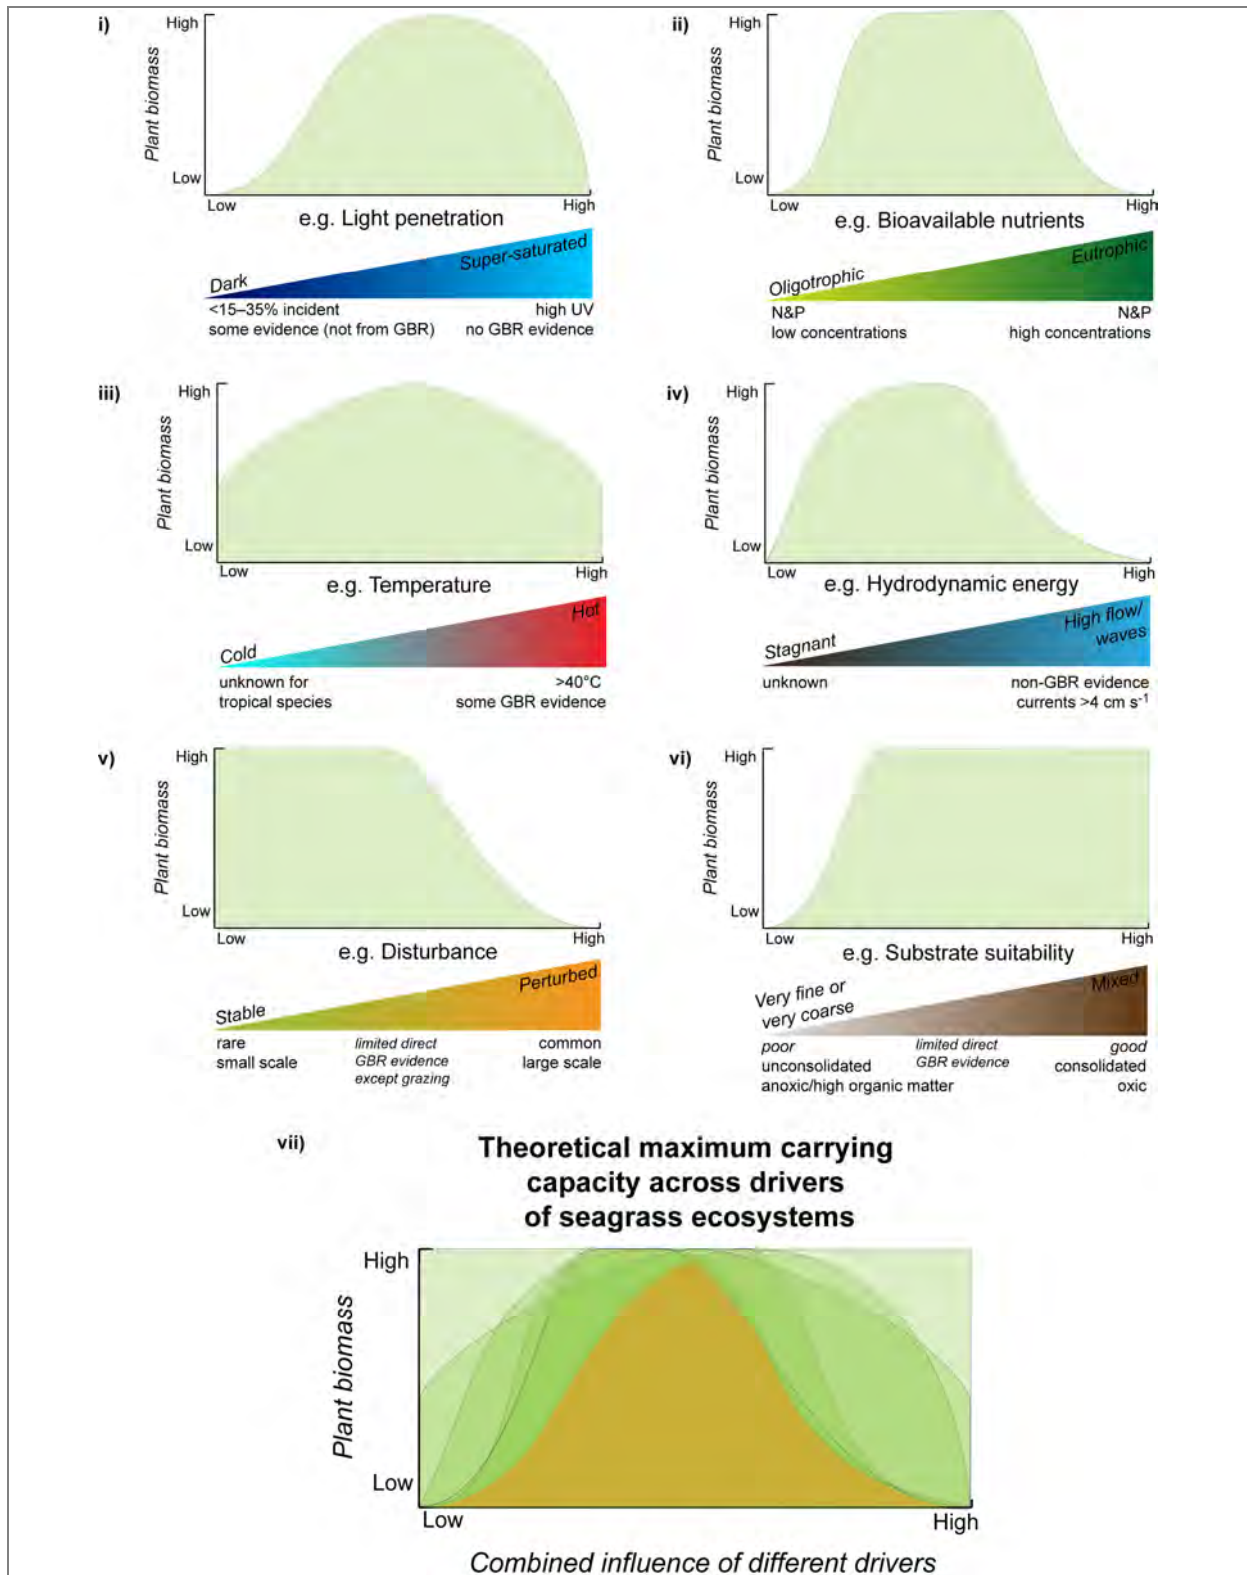 i)
High
Plant biomass
Low
Low
High
e.g. Light penetration
Super-saturated
Dark
<15–35% incident
high UV
some evidence (not from GBR)
no GBR evidence
ii)
High
Plant biomass
Low
Low
High
e.g. Bioavailable nutrients
Eutrophic
Oligotrophic
N&P
N&P
low concentrations
high concentrations
iii)
High
Plant biomass
Low
Low
High
e.g. Temperature
Hot
Cold
unknown for
>40°C
tropical species
some GBR evidence
iv)
High
Plant biomass
Low
Low
High
e.g. Hydrodynamic energy
High flow/
waves
Stagnant
unknown
non-GBR evidence
currents >4 cm s⁻¹
v)
High
Plant biomass
Low
Low
High
e.g. Disturbance
Perturbed
Stable
rare
limited direct
common
small scale
GBR evidence
large scale
except grazing
vi)
High
Plant biomass
Low
Low
High
e.g. Substrate suitability
Mixed
Very fine or
very coarse
poor
limited direct
good
unconsolidated
GBR evidence
consolidated
anoxic/high organic matter
oxic
vii)
Theoretical maximum carrying
capacity across drivers
of seagrass ecosystems
High
Plant biomass
Low
Low
High
Combined influence of different drivers